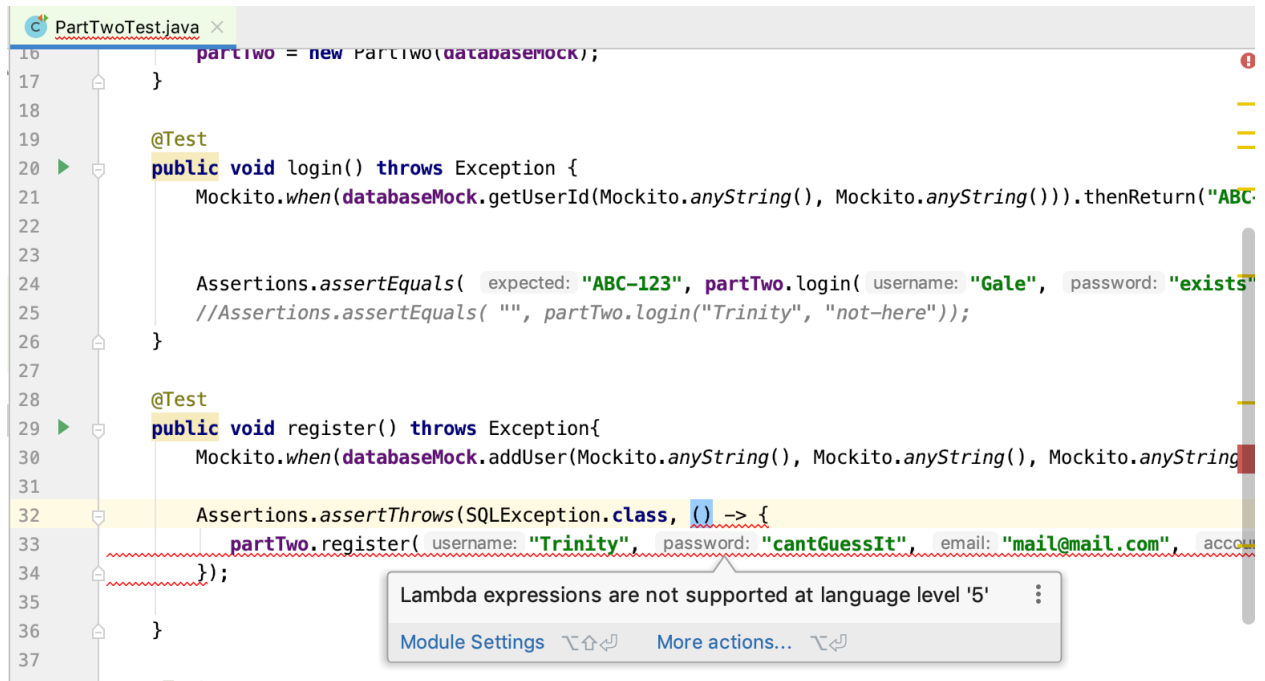 PartTwoTest.java
16 partTwo = new PartTwo(databaseMock);
17 }
18
19 @Test
20 public void login() throws Exception {
21 Mockito.when(databaseMock.getUserId(Mockito.anyString(), Mockito.anyString())).thenReturn("ABC-
22
23
24 Assertions.assertEquals( expected: "ABC-123", partTwo.login( username: "Gale", password: "exists"
25 //Assertions.assertEquals( "", partTwo.login("Trinity", "not-here"));
26 }
27
28 @Test
29 public void register() throws Exception{
30 Mockito.when(databaseMock.addUser(Mockito.anyString(), Mockito.anyString(), Mockito.anyString
31
32 Assertions.assertThrows(SQLException.class, () -> {
33 partTwo.register( username: "Trinity", password: "cantGuessIt", email: "mail@mail.com", accou
34 });
Lambda expressions are not supported at language level '5'
35
Module Settings ⌥⇧⏎ More actions... ⌥⏎
36 }
37